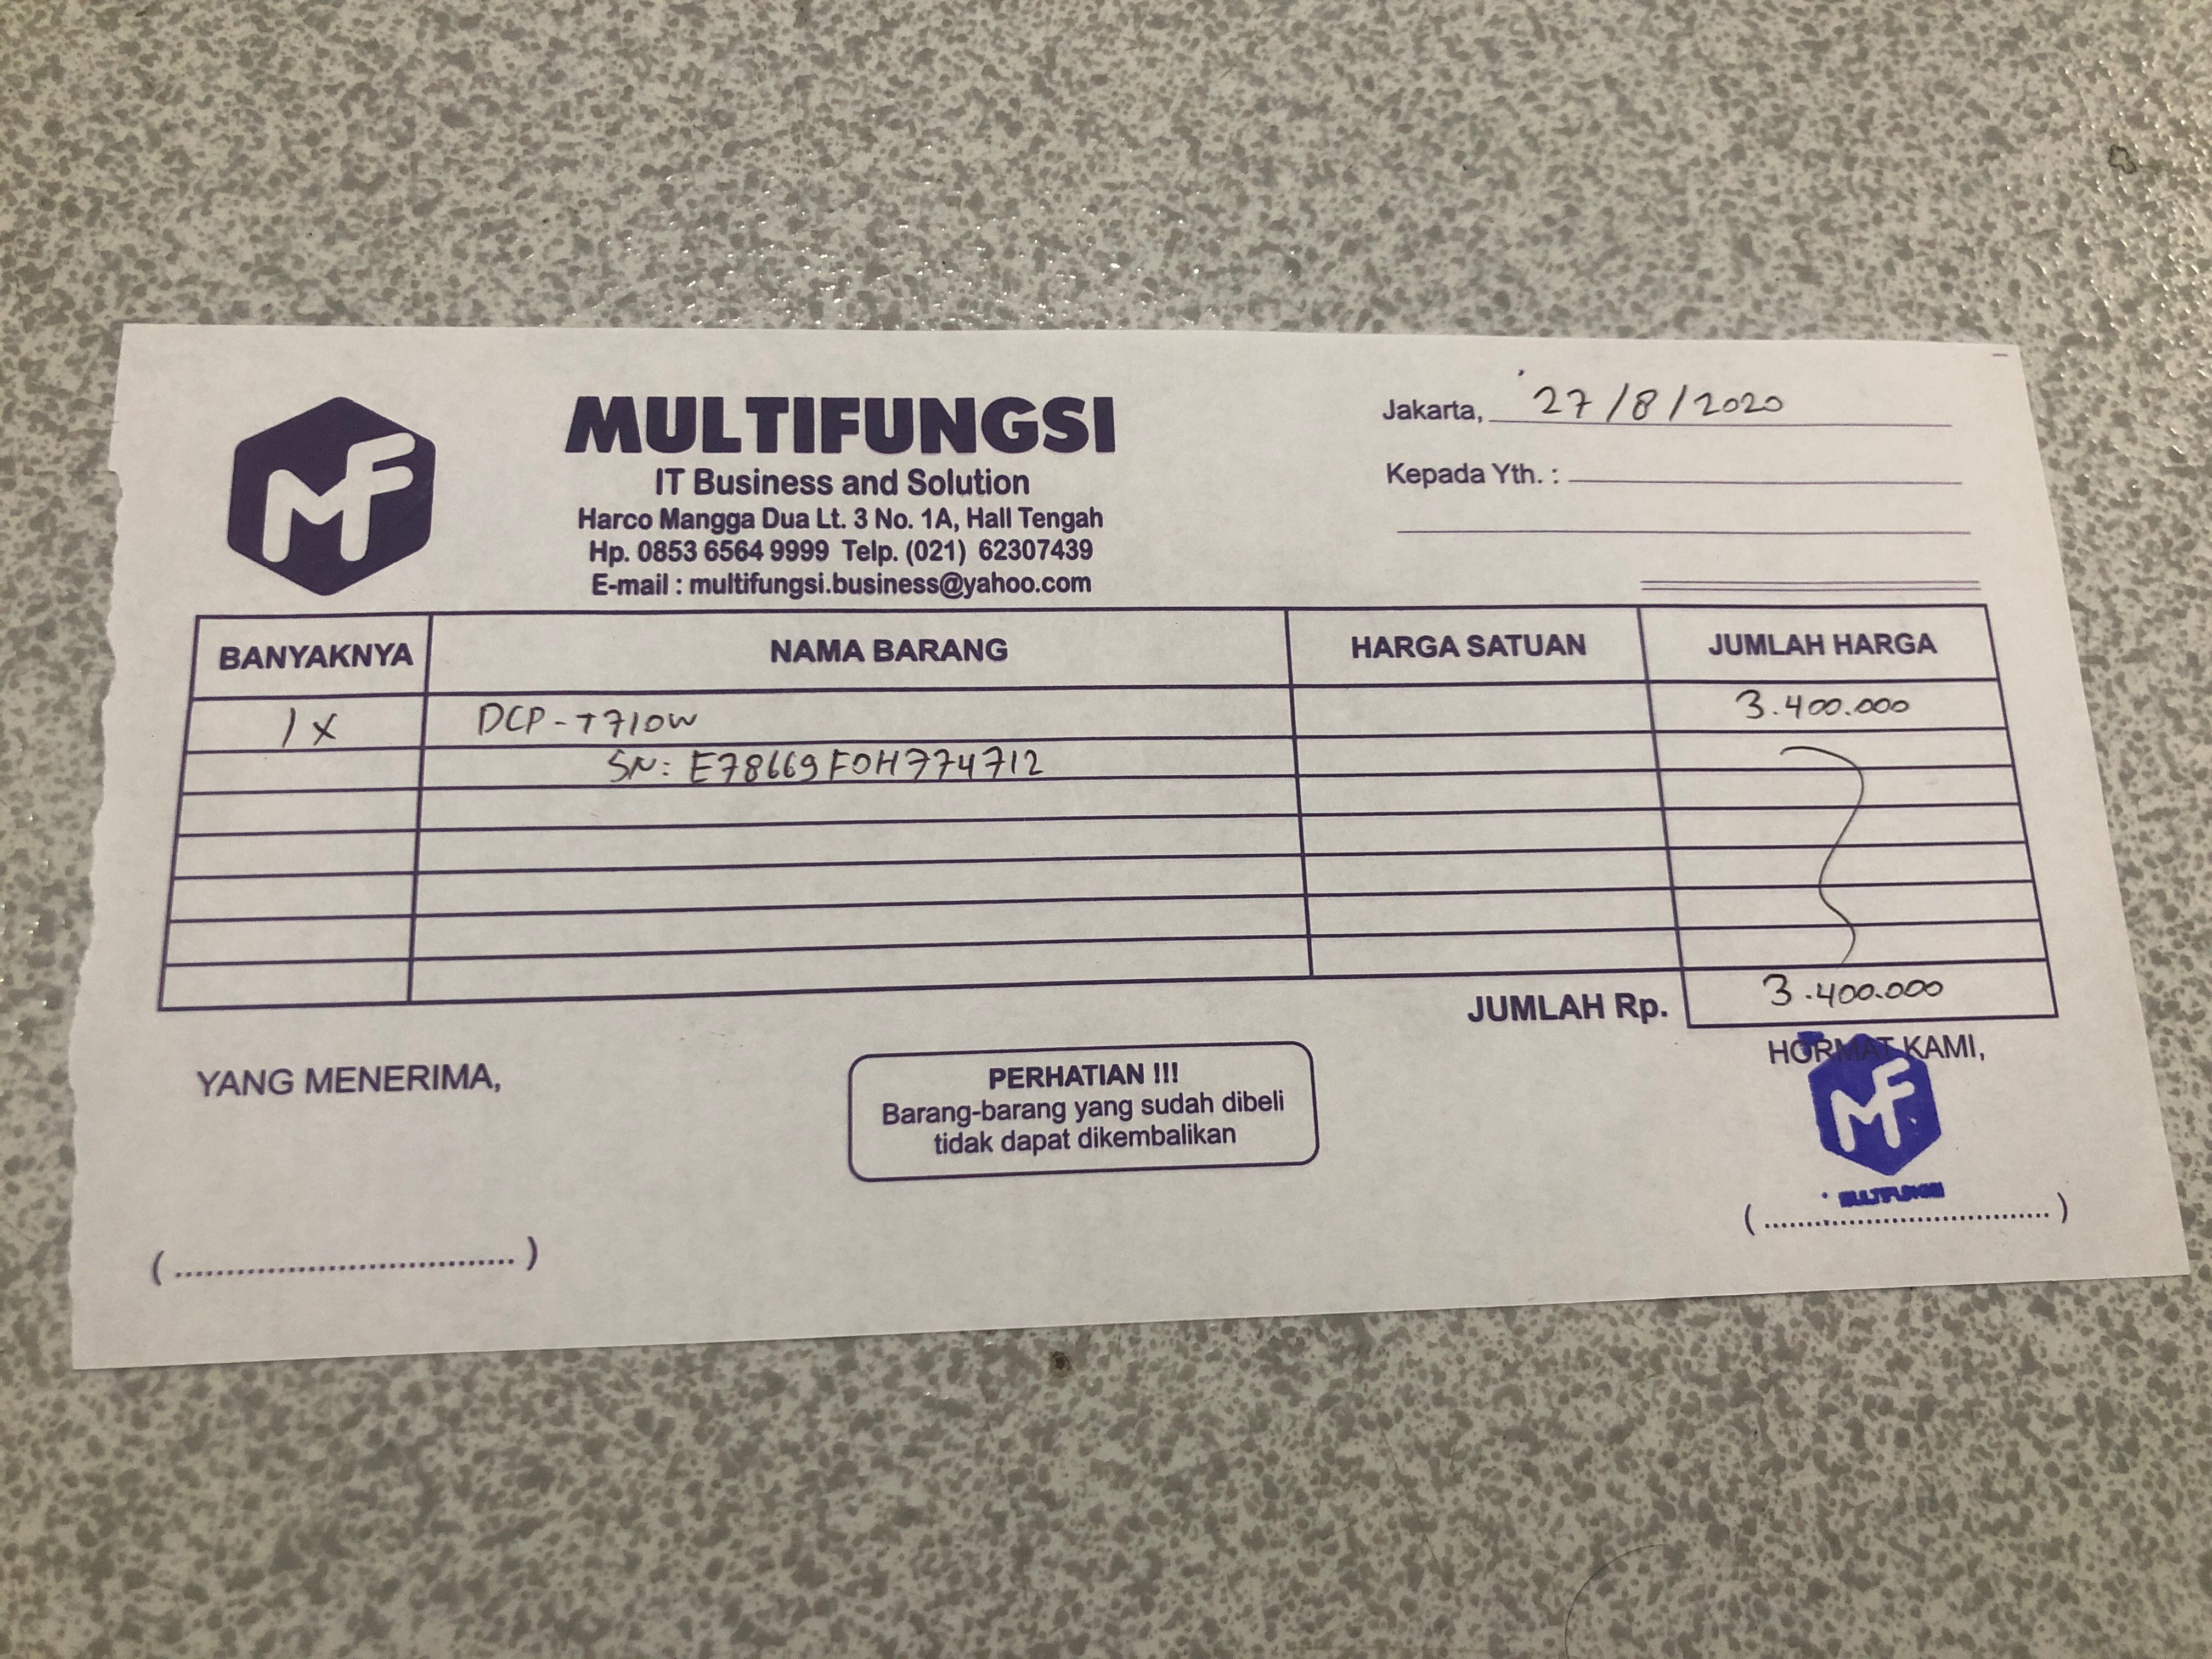 MF
MULTIFUNGSI
IT Business and Solution
Harco Mangga Dua Lt. 3 No. 1A, Hall Tengah
Hp. 0853 6564 9999 Telp. (021) 62307439
E-mail : multifungsi.business@yahoo.com
Jakarta, 27/8/2020
Kepada Yth. :
BANYAKNYA NAMA BARANG HARGA SATUAN JUMLAH HARGA
1 x DCP-T710W 3.400.000
SN: E78669F0H774712
JUMLAH Rp. 3.400.000
YANG MENERIMA,
PERHATIAN !!!
Barang-barang yang sudah dibeli
tidak dapat dikembalikan
HORMAT KAMI,
MF
MULTIFUNGSI
( .................................... )
( .................................... )